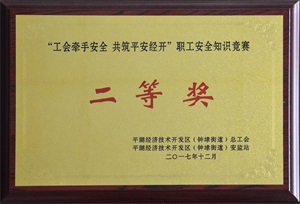 “工会牵手安全 共筑平安经开”职工安全知识竞赛
二等奖
平湖经济技术开发区（钟埭街道）总工会
平湖经济技术开发区（钟埭街道）安监站
二〇一七年十二月